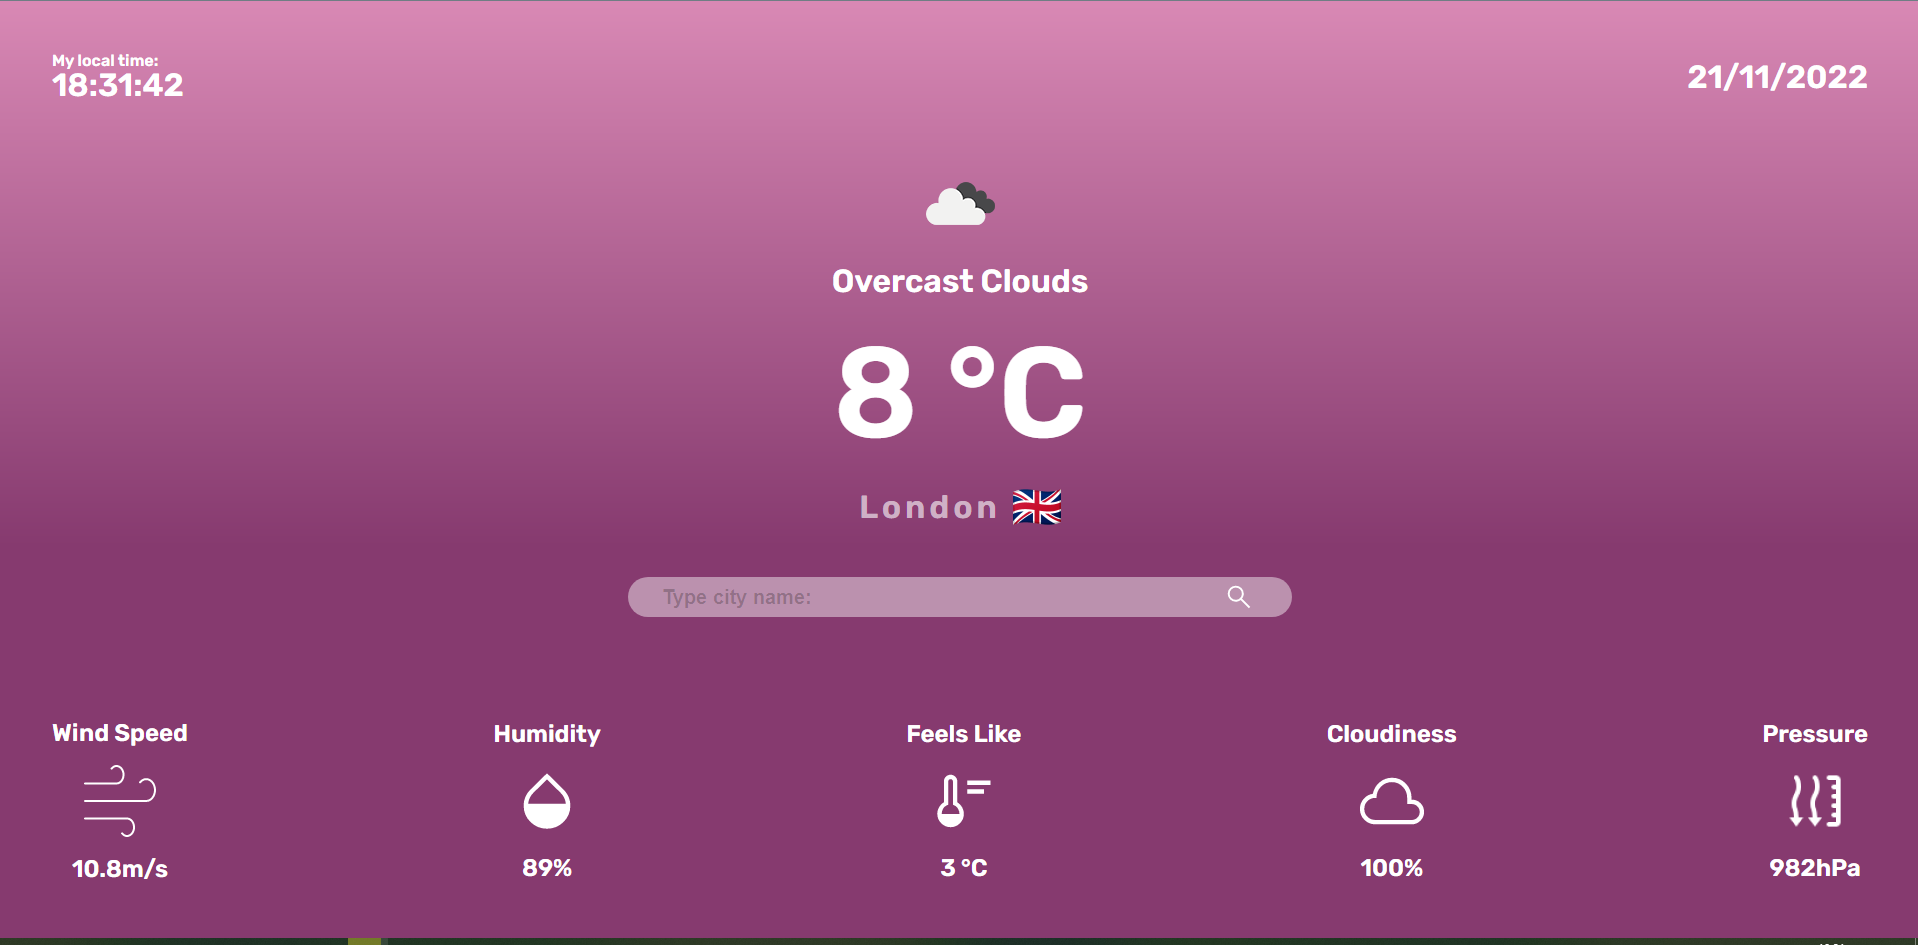 My local time:
18:31:42
21/11/2022
Overcast Clouds
8 °C
London
Type city name:
Wind Speed
Humidity
Feels Like
Cloudiness
Pressure
10.8m/s
89%
3 °C
100%
982hPa